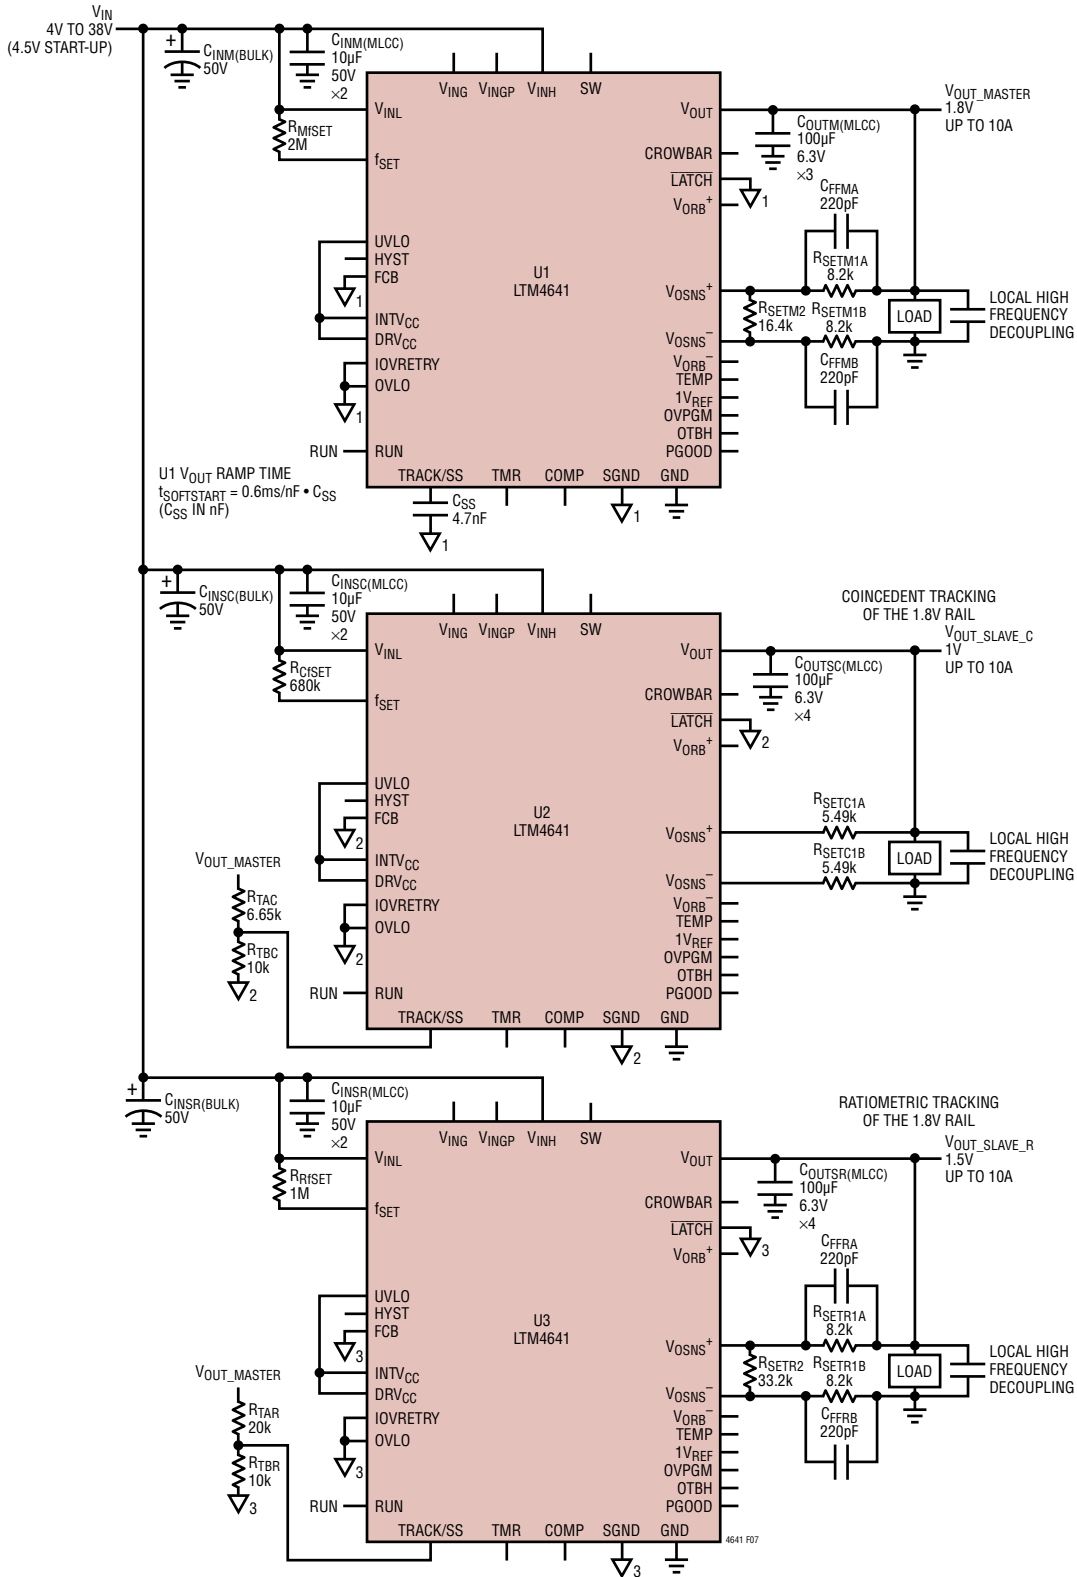 VIN
4V TO 38V
(4.5V START-UP)
CINM(BULK)
50V
CINM(MLCC)
10µF
50V
×2
RMfSET
2M
VING
VINGP
VINH
SW
VINL
fSET
UVLO
HYST
FCB
1
INTVCC
DRVCC
IOVRETRY
OVLO
1
RUN
RUN
U1
LTM4641
VOUT
CROWBAR
LATCH
1
VORB+
VOSNS+
VOSNS–
VORB–
TEMP
1VREF
OVPGM
OTBH
PGOOD
TRACK/SS
TMR
COMP
SGND
GND
1
U1 VOUT RAMP TIME
tSOFTSTART = 0.6ms/nF • CSS
(CSS IN nF)
CSS
4.7nF
1
VOUT_MASTER
1.8V
UP TO 10A
COUTM(MLCC)
100µF
6.3V
×3
CFFMA
220pF
RSETM1A
8.2k
RSETM2
16.4k
RSETM1B
8.2k
CFFMB
220pF
LOAD
LOCAL HIGH
FREQUENCY
DECOUPLING
CINSC(BULK)
50V
CINSC(MLCC)
10µF
50V
×2
RCfSET
680k
VING
VINGP
VINH
SW
VINL
fSET
UVLO
HYST
FCB
2
INTVCC
DRVCC
IOVRETRY
OVLO
2
RUN
RUN
U2
LTM4641
VOUT
CROWBAR
LATCH
2
VORB+
VOSNS+
VOSNS–
VORB–
TEMP
1VREF
OVPGM
OTBH
PGOOD
TRACK/SS
TMR
COMP
SGND
GND
2
VOUT_MASTER
RTAC
6.65k
RTBC
10k
2
COINCEDENT TRACKING
OF THE 1.8V RAIL
VOUT_SLAVE_C
1V
UP TO 10A
COUTSC(MLCC)
100µF
6.3V
×4
RSETC1A
5.49k
RSETC1B
5.49k
LOAD
LOCAL HIGH
FREQUENCY
DECOUPLING
CINSR(BULK)
50V
CINSR(MLCC)
10µF
50V
×2
RRfSET
1M
VING
VINGP
VINH
SW
VINL
fSET
UVLO
HYST
FCB
3
INTVCC
DRVCC
IOVRETRY
OVLO
3
RUN
RUN
U3
LTM4641
VOUT
CROWBAR
LATCH
3
VORB+
VOSNS+
VOSNS–
VORB–
TEMP
1VREF
OVPGM
OTBH
PGOOD
TRACK/SS
TMR
COMP
SGND
GND
3
VOUT_MASTER
RTAR
20k
RTBR
10k
3
RATIOMETRIC TRACKING
OF THE 1.8V RAIL
VOUT_SLAVE_R
1.5V
UP TO 10A
COUTSR(MLCC)
100µF
6.3V
×4
CFFRA
220pF
RSETR1A
8.2k
RSETR2
33.2k
RSETR1B
8.2k
CFFRB
220pF
LOAD
LOCAL HIGH
FREQUENCY
DECOUPLING
4641 F07